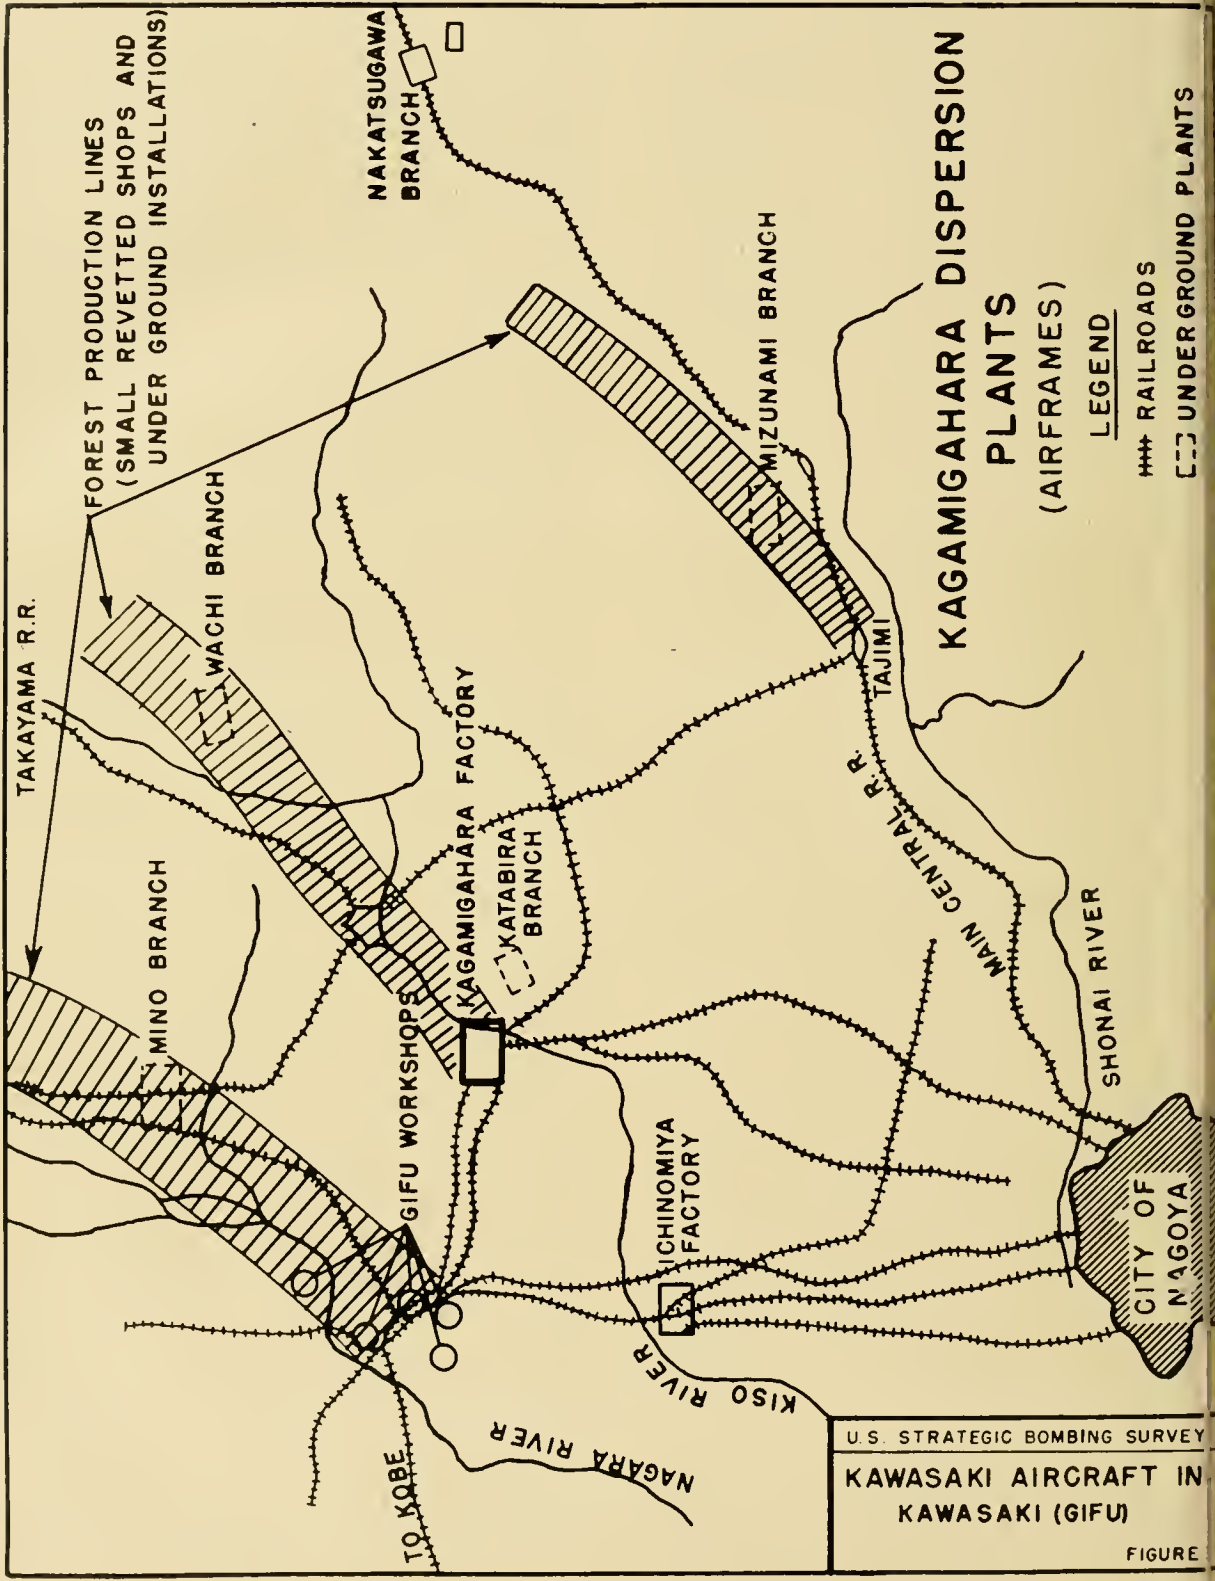 FOREST PRODUCTION LINES
(SMALL REVETTED SHOPS AND
UNDER GROUND INSTALLATIONS)
TAKAYAMA R.R.
WACHI BRANCH
NAKATSUGAWA
BRANCH
MINO BRANCH
MIZUNAMI BRANCH
KAGAMIGAHARA FACTORY
KATABIRA
BRANCH
GIFU WORKSHOPS
TAJIMI
MAIN CENTRAL R.R.
ICHINOMIYA
FACTORY
SHONAI RIVER
KISO RIVER
NAGARA RIVER
TO KOBE
CITY OF
NAGOYA
KAGAMIGAHARA DISPERSION
PLANTS
(AIRFRAMES)
LEGEND
RAILROADS
UNDERGROUND PLANTS
U.S. STRATEGIC BOMBING SURVEY
KAWASAKI AIRCRAFT IN
KAWASAKI (GIFU)
FIGURE